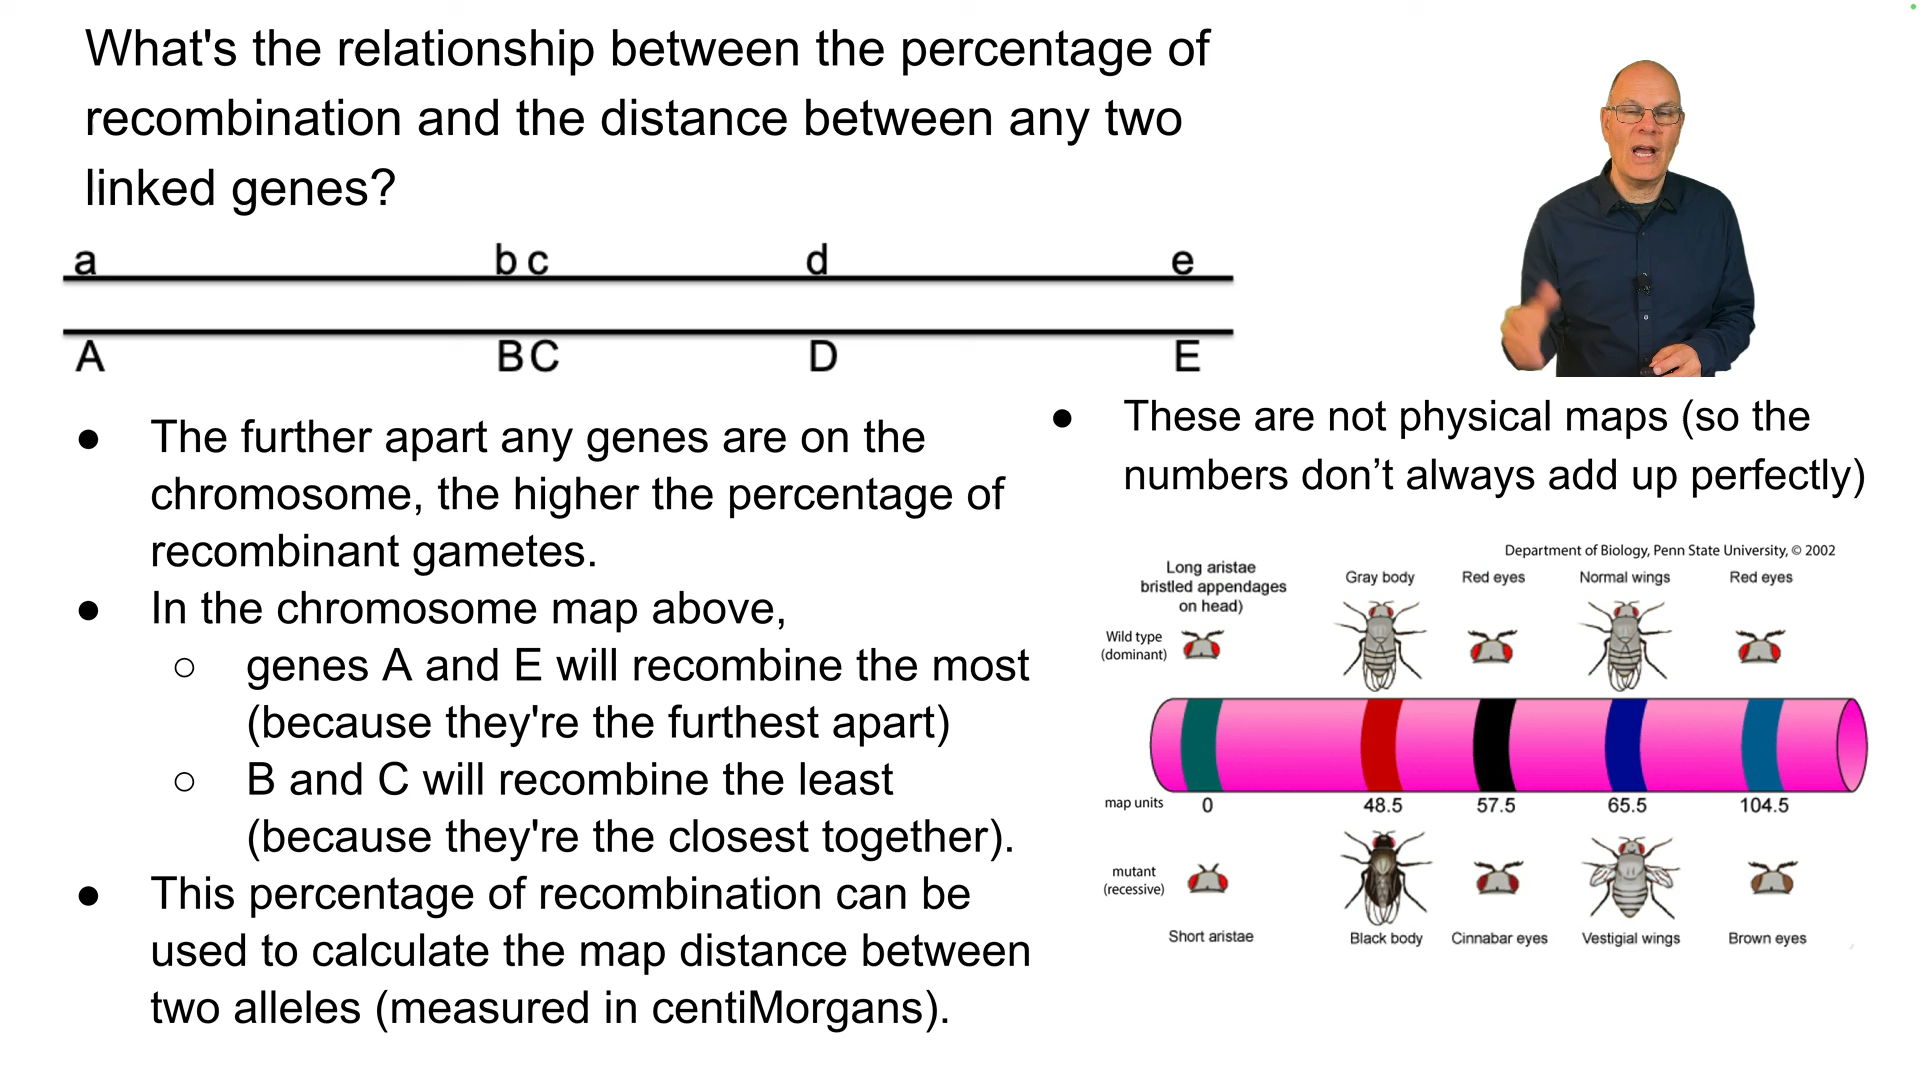 What's the relationship between the percentage of
recombination and the distance between any two
linked genes?
a b c d e
A B C D E
● The further apart any genes are on the
chromosome, the higher the percentage of
recombinant gametes.
● In the chromosome map above,
○ genes A and E will recombine the most
(because they're the furthest apart)
○ B and C will recombine the least
(because they're the closest together).
● This percentage of recombination can be
used to calculate the map distance between
two alleles (measured in centiMorgans).
● These are not physical maps (so the
numbers don’t always add up perfectly)
Department of Biology, Penn State University, © 2002
Long aristae
bristled appendages
on head)
Gray body
Red eyes
Normal wings
Red eyes
Wild type
(dominant)
map units 0 48.5 57.5 65.5 104.5
mutant
(recessive)
Short aristae
Black body
Cinnabar eyes
Vestigial wings
Brown eyes